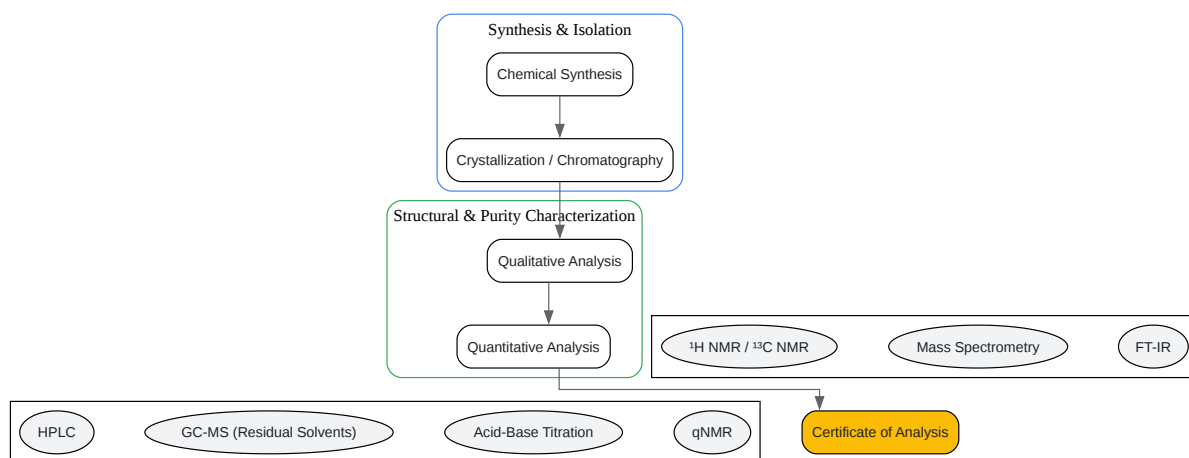 Synthesis & Isolation
Chemical Synthesis
Crystallization / Chromatography
Structural & Purity Characterization
Qualitative Analysis
Quantitative Analysis
¹H NMR / ¹³C NMR
Mass Spectrometry
FT-IR
HPLC
GC-MS (Residual Solvents)
Acid-Base Titration
qNMR
Certificate of Analysis